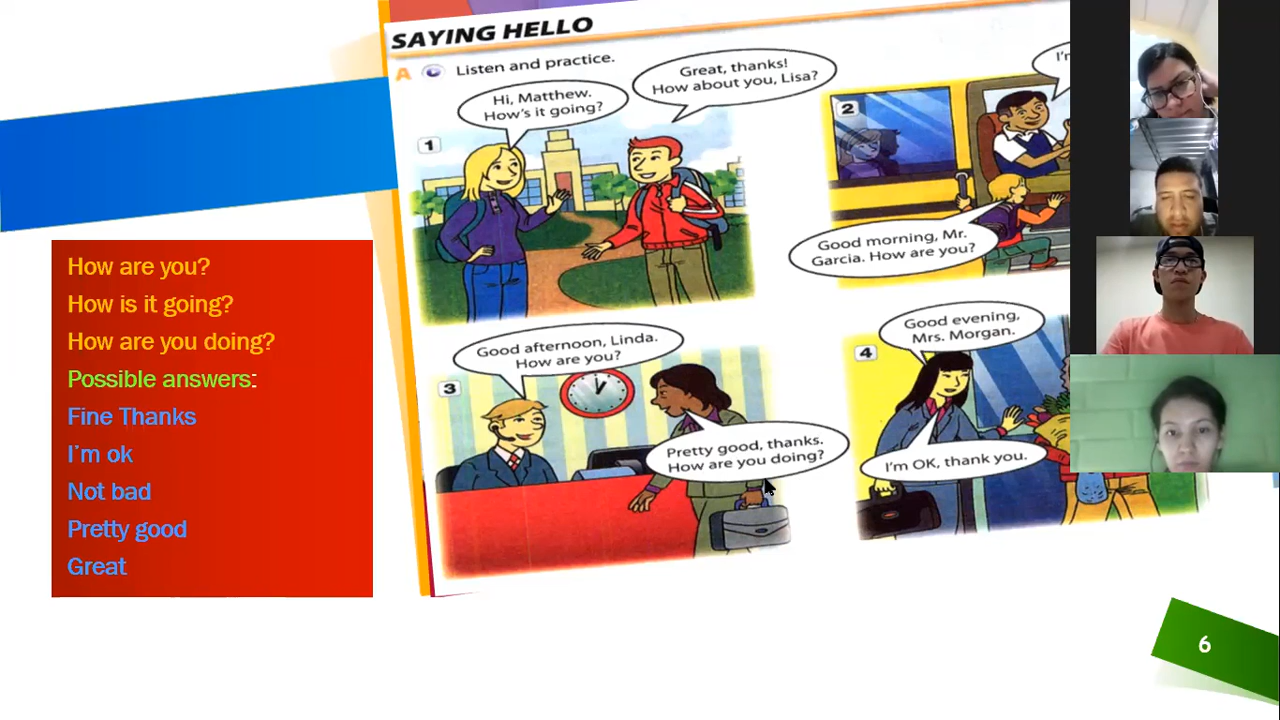 SAYING HELLO
A Listen and practice.
1
Hi, Matthew.
How's it going?
Great, thanks!
How about you, Lisa?
2
Good morning, Mr.
Garcia. How are you?
3
Good afternoon, Linda.
How are you?
Pretty good, thanks.
How are you doing?
4
Good evening,
Mrs. Morgan.
I'm OK, thank you.
How are you?
How is it going?
How are you doing?
Possible answers:
Fine Thanks
I'm ok
Not bad
Pretty good
Great
6